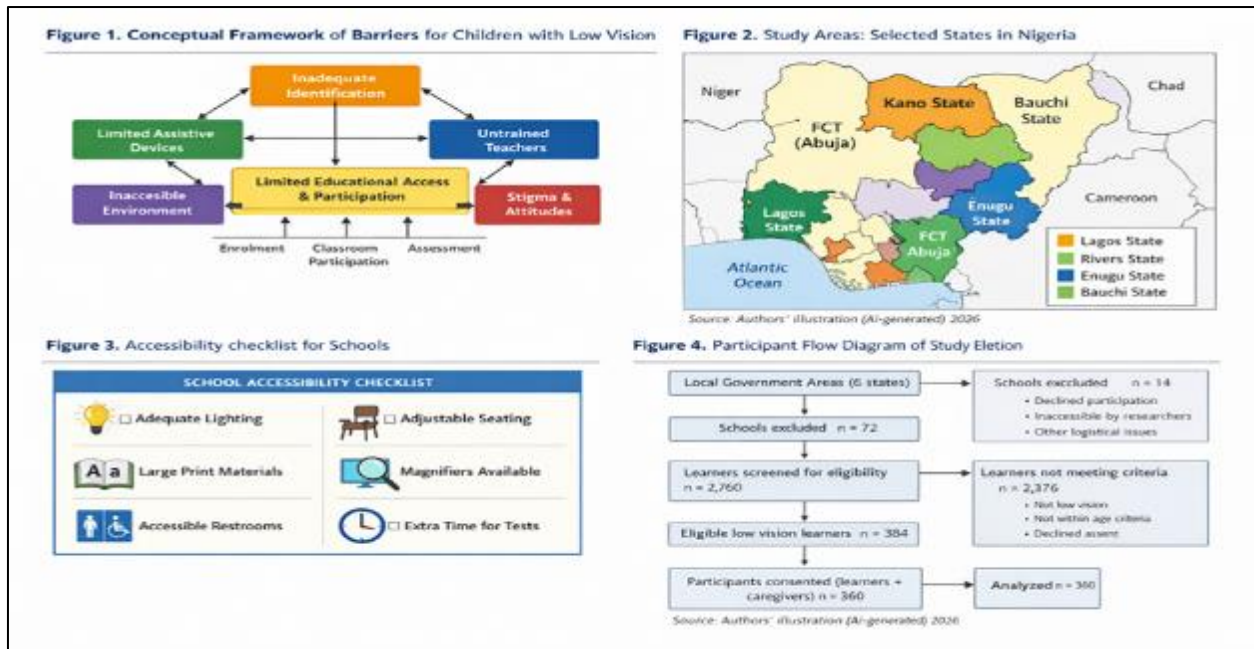 Figure 1. Conceptual Framework of Barriers for Children with Low Vision
Inadequate
Identification
Limited Assistive
Devices
Untrained
Teachers
Limited Educational Access
& Participation
Inaccesible
Environment
Stigma &
Attitudes
Enrolment
Classroom
Participation
Assessment
Figure 2. Study Areas: Selected States in Nigeria
Niger
Chad
Kano State
Bauchi
State
FCT
(Abuja)
Lagos
State
Enugu
State
Cameroon
FCT
Abuja
Atlantic
Ocean
Lagos State
Rivers State
Enugu State
Bauchi State
Source: Authors' illustration (AI-generated) 2026
Figure 3. Accessibility checklist for Schools
SCHOOL ACCESSIBILITY CHECKLIST
Adequate Lighting
Adjustable Seating
A a Large Print Materials
Magnifiers Available
Accessible Restrooms
Extra Time for Tests
Figure 4. Participant Flow Diagram of Study Eletion
Local Government Areas (6 states)
Schools exccluded n = 14
• Declined participation
• Inaccessible by researchers
• Other logistical issues
Schools excluded n = 72
Learners screened for eligibility
n = 2,760
Learners not meeting criteria
n = 2,376
• Not low vision
• Not within age criteria
• Declined assent
Eligible low vision learners n = 384
Participants consented (learners +
caregivers) n = 360
Analyzed n = 360
Source: Authors' illustration (AI-generated) 2026